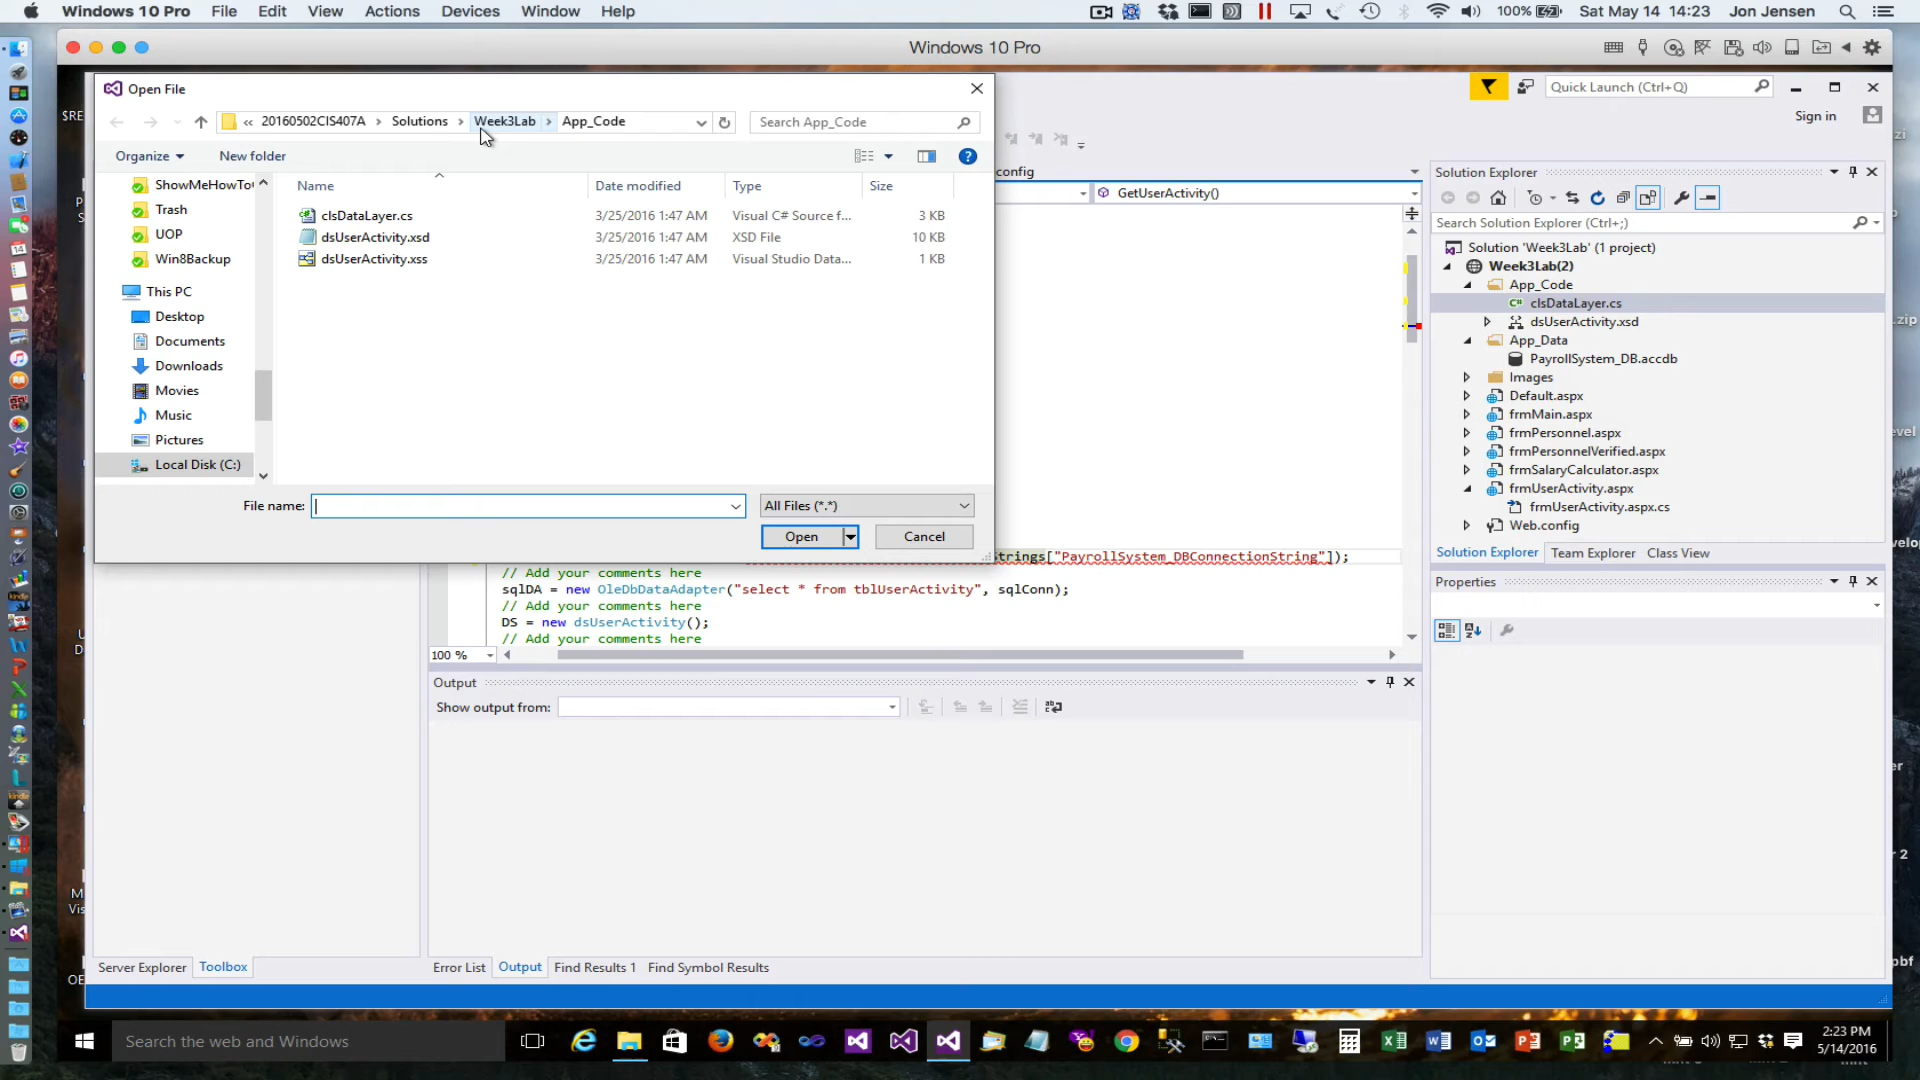 Windows 10 Pro File Edit View Actions Devices Window Help 100% Sat May 14 14:23 Jon Jensen
Windows 10 Pro
Open File
Quick Launch (Ctrl+Q)
$RE
« 20160502CIS407A › Solutions › Week3Lab › App_Code
Search App_Code
Sign in
Organize New folder
ShowMeHowTo
Trash
UOP
Win8Backup
This PC
Desktop
Documents
Downloads
Movies
Music
Pictures
Local Disk (C:)
Name Date modified Type Size
clsDataLayer.cs 3/25/2016 1:47 AM Visual C# Source f... 3 KB
dsUserActivity.xsd 3/25/2016 1:47 AM XSD File 10 KB
dsUserActivity.xss 3/25/2016 1:47 AM Visual Studio Data... 1 KB
File name: All Files (*.*)
Open Cancel
config
GetUserActivity()
Strings["PayrollSystem_DBConnectionString"]);
// Add your comments here
sqlDA = new OleDbDataAdapter("select * from tblUserActivity", sqlConn);
// Add your comments here
DS = new dsUserActivity();
// Add your comments here
100 %
Output
Show output from:
Server Explorer Toolbox
Error List Output Find Results 1 Find Symbol Results
Solution Explorer
Search Solution Explorer (Ctrl+;)
Solution 'Week3Lab' (1 project)
Week3Lab(2)
App_Code
clsDataLayer.cs
dsUserActivity.xsd
App_Data
PayrollSystem_DB.accdb
Images
Default.aspx
frmMain.aspx
frmPersonnel.aspx
frmPersonnelVerified.aspx
frmSalaryCalculator.aspx
frmUserActivity.aspx
frmUserActivity.aspx.cs
Web.config
Solution Explorer Team Explorer Class View
Properties
.zip
evel
elop
er 2
pbf
Search the web and Windows
2:23 PM
5/14/2016